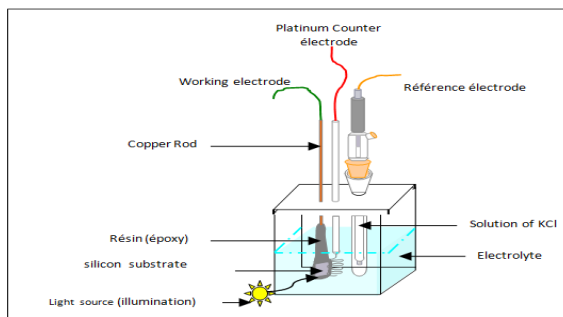 Platinum Counter
électrode
Working electrode
Référence électrode
Copper Rod
Solution of KCl
Résin (époxy)
Electrolyte
silicon substrate
Light source (illumination)